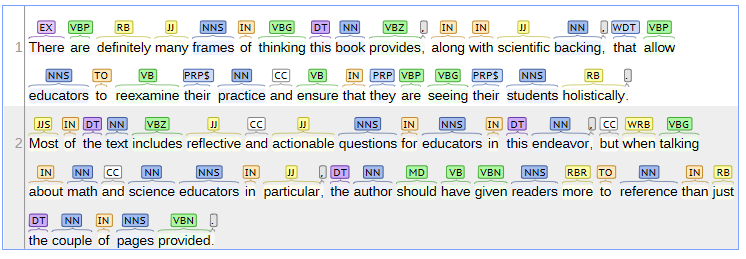 EX VBP RB JJ NNS IN VBG DT NN VBZ , IN IN JJ NN , WDT VBP
1 There are definitely many frames of thinking this book provides, along with scientific backing, that allow
NNS TO VB PRP$ NN CC VB IN PRP VBP VBG PRP$ NNS RB .
educators to reexamine their practice and ensure that they are seeing their students holistically.
JJS IN DT NN VBZ JJ CC JJ NNS IN NNS IN DT NN , CC WRB VBG
2 Most of the text includes reflective and actionable questions for educators in this endeavor, but when talking
IN NN CC NN NNS IN JJ , DT NN MD VB VBN NNS RBR TO NN IN RB
about math and science educators in particular, the author should have given readers more to reference than just
DT NN IN NNS VBN .
the couple of pages provided.